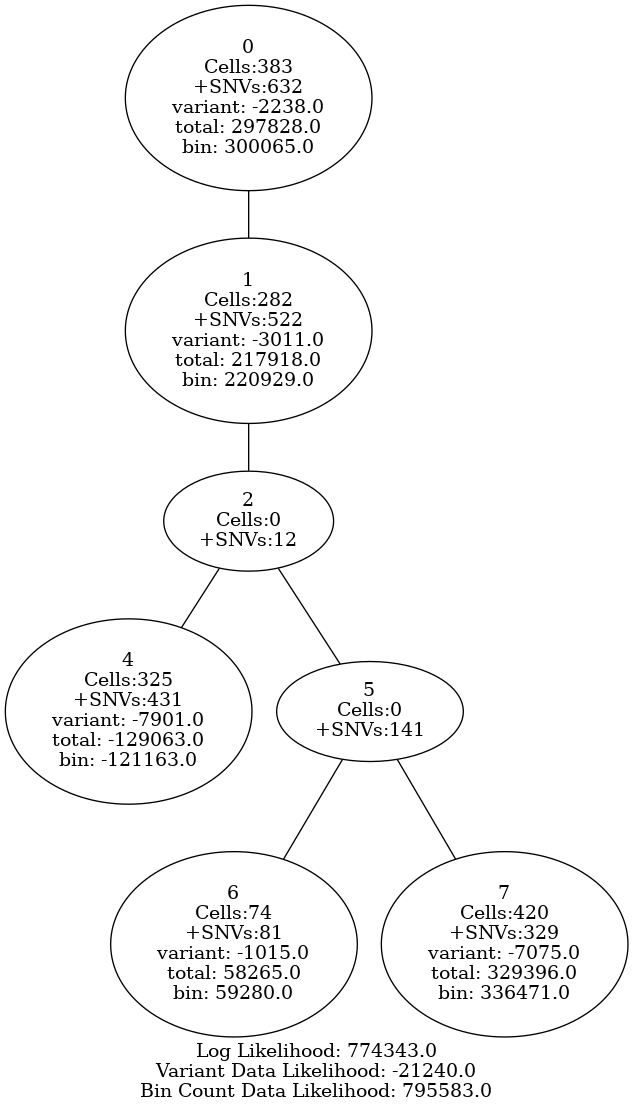 0
Cells:383
+SNVs:632
variant: -2238.0
total: 297828.0
bin: 300065.0
1
Cells:282
+SNVs:522
variant: -3011.0
total: 217918.0
bin: 220929.0
2
Cells:0
+SNVs:12
4
Cells:325
+SNVs:431
variant: -7901.0
total: -129063.0
bin: -121163.0
5
Cells:0
+SNVs:141
6
Cells:74
+SNVs:81
variant: -1015.0
total: 58265.0
bin: 59280.0
7
Cells:420
+SNVs:329
variant: -7075.0
total: 329396.0
bin: 336471.0
Log Likelihood: 774343.0
Variant Data Likelihood: -21240.0
Bin Count Data Likelihood: 795583.0